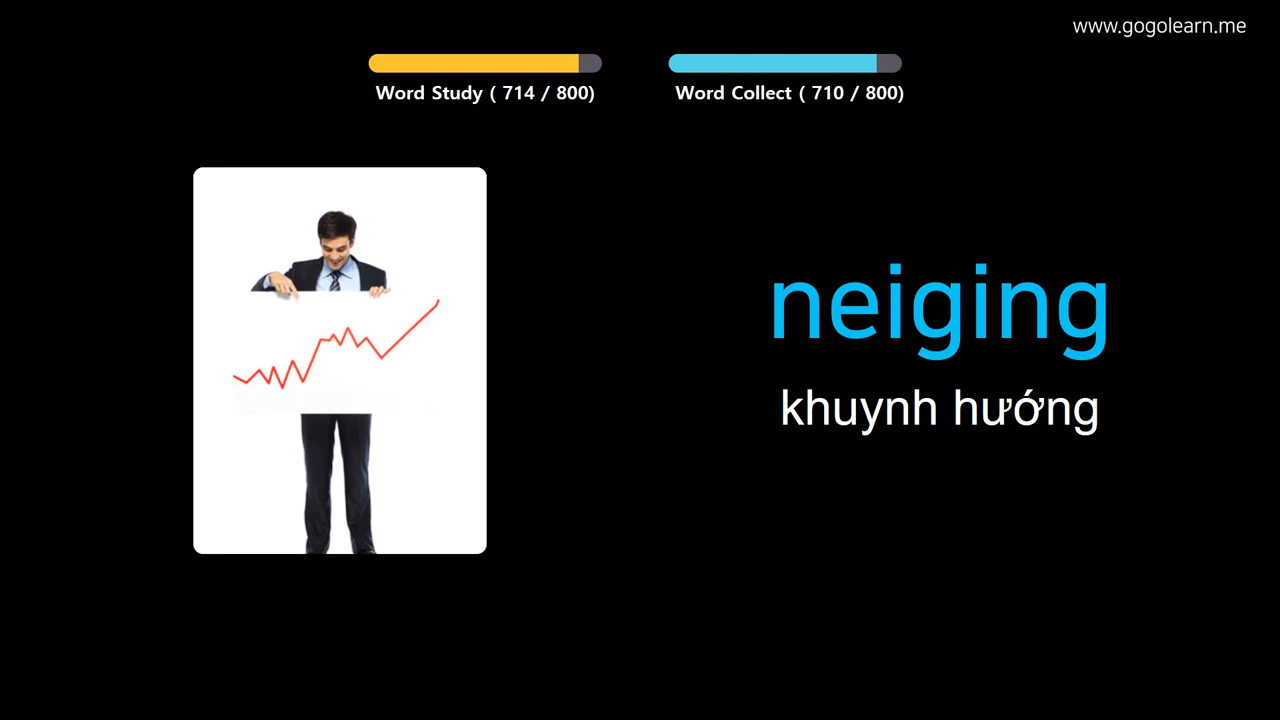 www.gogolearn.me
Word Study ( 714 / 800)
Word Collect ( 710 / 800)
neiging
khuynh hướng